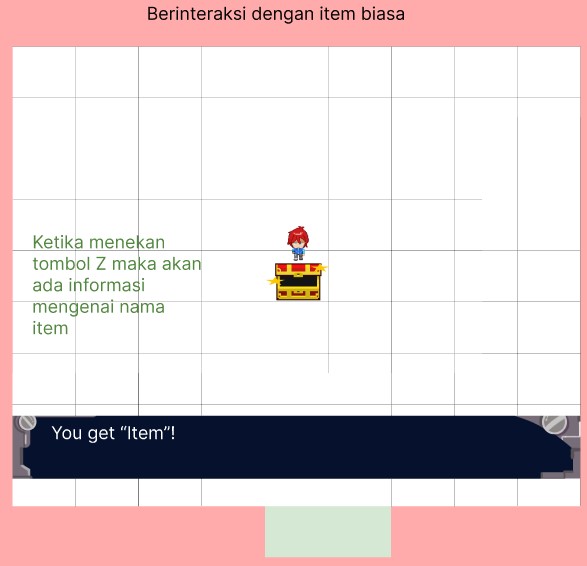 Berinteraksi dengan item biasa
Ketika menekan
tombol Z maka akan
ada informasi
mengenai nama
item
You get “Item”!